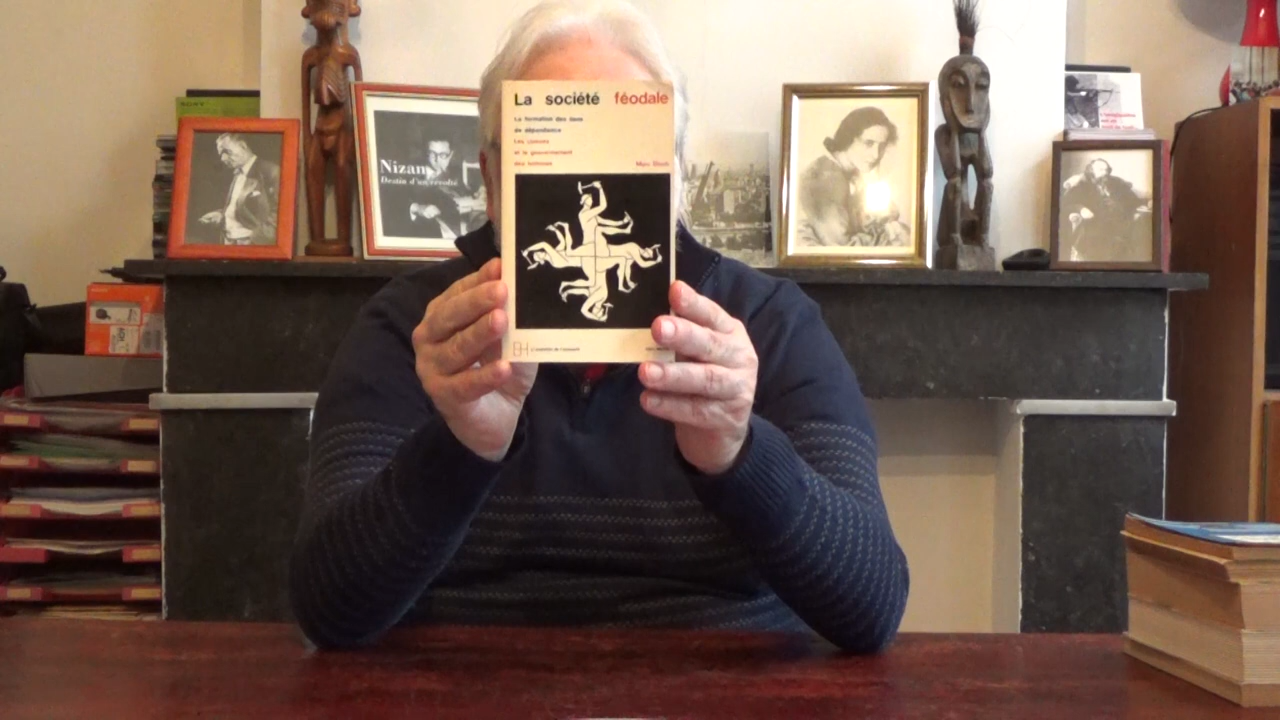 La société féodale
La formation des liens
de dépendance
Les classes
et le gouvernement
des hommes
Marc Bloch
L'évolution de l'humanité
Nizan
Destin d'un révolté
SONY